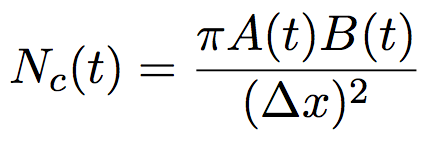 N_c(t) = \frac{\pi A(t)B(t)}{(\Delta x)^2}